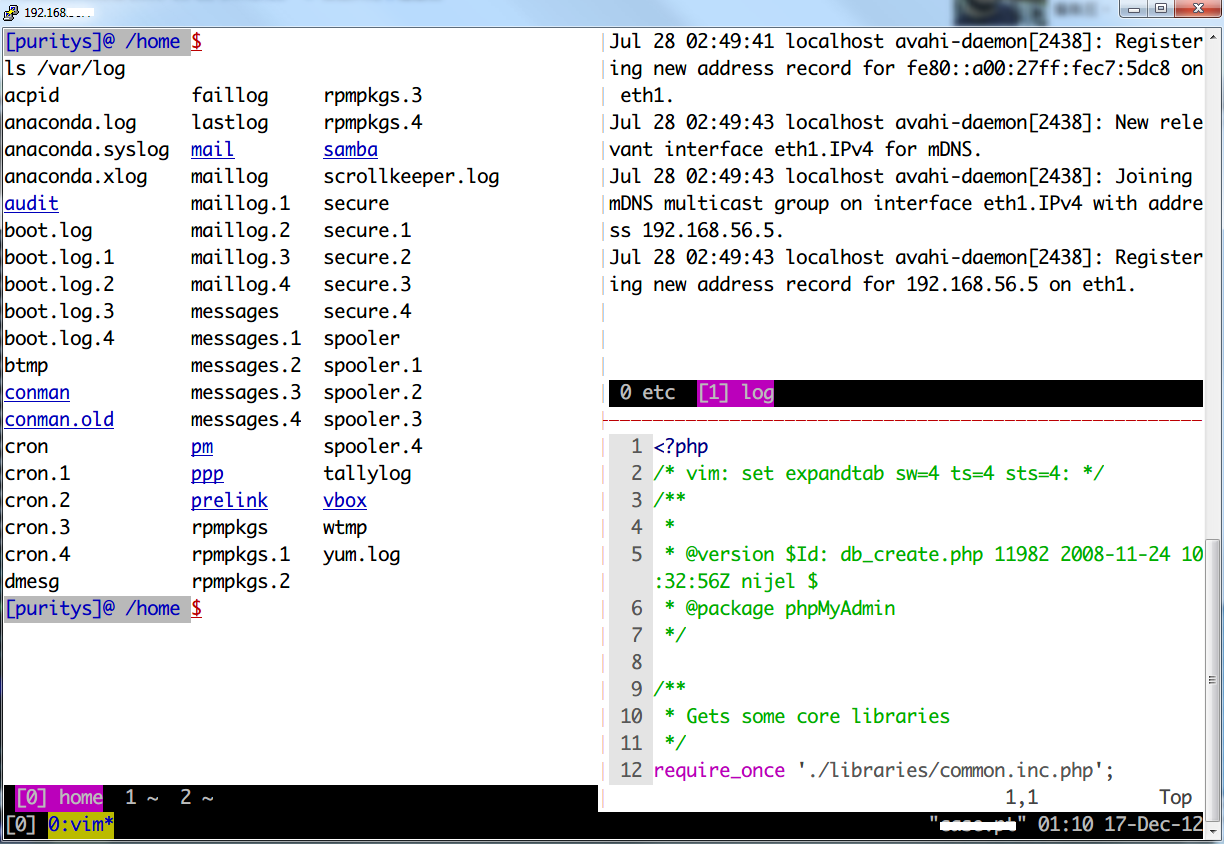 192.168.
[puritys]@ /home $
ls /var/log
acpid faillog rpmpkgs.3
anaconda.log lastlog rpmpkgs.4
anaconda.syslog mail samba
anaconda.xlog maillog scrollkeeper.log
audit maillog.1 secure
boot.log maillog.2 secure.1
boot.log.1 maillog.3 secure.2
boot.log.2 maillog.4 secure.3
boot.log.3 messages secure.4
boot.log.4 messages.1 spooler
btmp messages.2 spooler.1
conman messages.3 spooler.2
conman.old messages.4 spooler.3
cron pm spooler.4
cron.1 ppp tallylog
cron.2 prelink vbox
cron.3 rpmpkgs wtmp
cron.4 rpmpkgs.1 yum.log
dmesg rpmpkgs.2
[puritys]@ /home $
[0] home 1 ~ 2 ~
Jul 28 02:49:41 localhost avahi-daemon[2438]: Register
ing new address record for fe80::a00:27ff:fec7:5dc8 on
eth1.
Jul 28 02:49:43 localhost avahi-daemon[2438]: New rele
vant interface eth1.IPv4 for mDNS.
Jul 28 02:49:43 localhost avahi-daemon[2438]: Joining
mDNS multicast group on interface eth1.IPv4 with addre
ss 192.168.56.5.
Jul 28 02:49:43 localhost avahi-daemon[2438]: Register
ing new address record for 192.168.56.5 on eth1.
0 etc [1] log
1 <?php
2 /* vim: set expandtab sw=4 ts=4 sts=4: */
3 /**
4 *
5 * @version $Id: db_create.php 11982 2008-11-24 10
:32:56Z nijel $
6 * @package phpMyAdmin
7 */
8
9 /**
10 * Gets some core libraries
11 */
12 require_once './libraries/common.inc.php';
1,1 Top
[0] 0:vim* " " 01:10 17-Dec-12